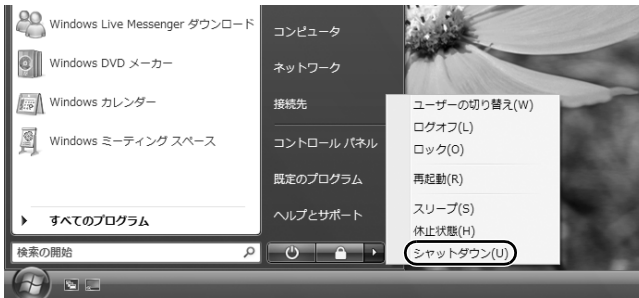 Windows Live Messenger ダウンロード
Windows DVD メーカー
Windows カレンダー
Windows ミーティング スペース
すべてのプログラム
検索の開始
コンピュータ
ネットワーク
接続先
コントロール パネル
既定のプログラム
ヘルプとサポート
ユーザーの切り替え(W)
ログオフ(L)
ロック(O)
再起動(R)
スリープ(S)
休止状態(H)
シャットダウン(U)